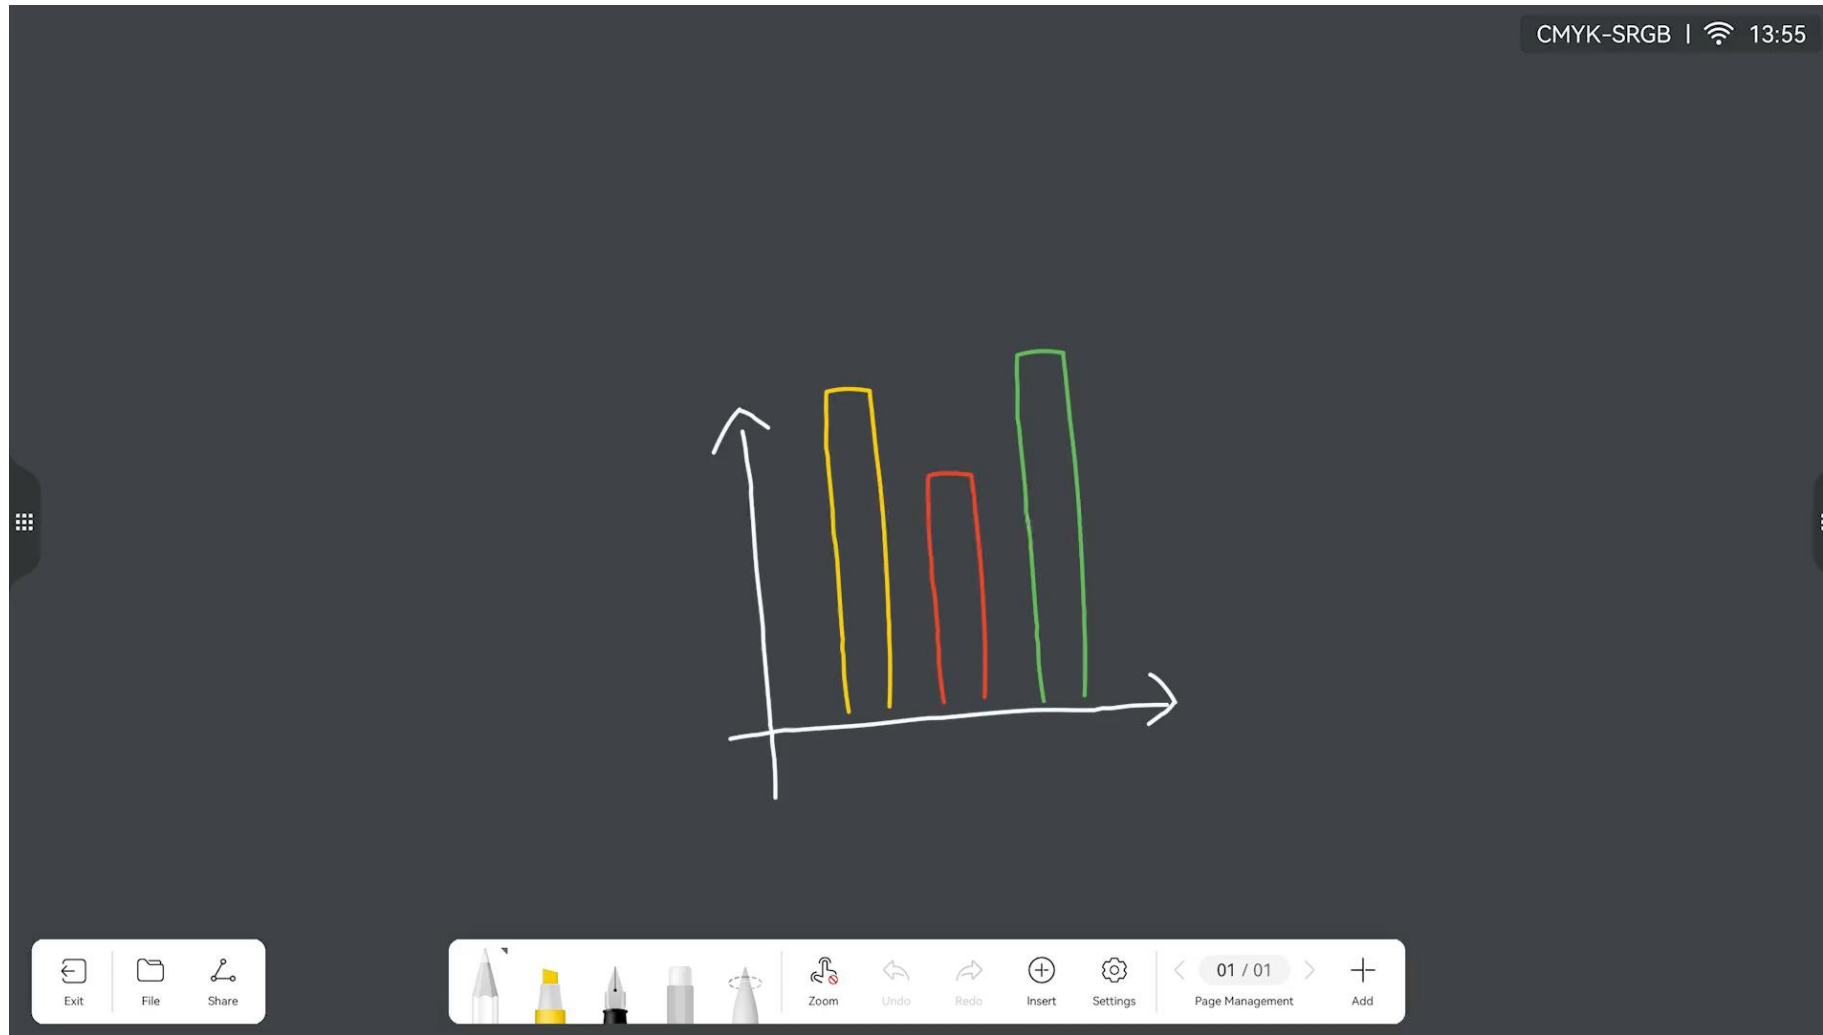 CMYK-SRGB | 13:55
Exit File Share
Zoom Undo Redo Insert Settings 01 / 01 Page Management Add